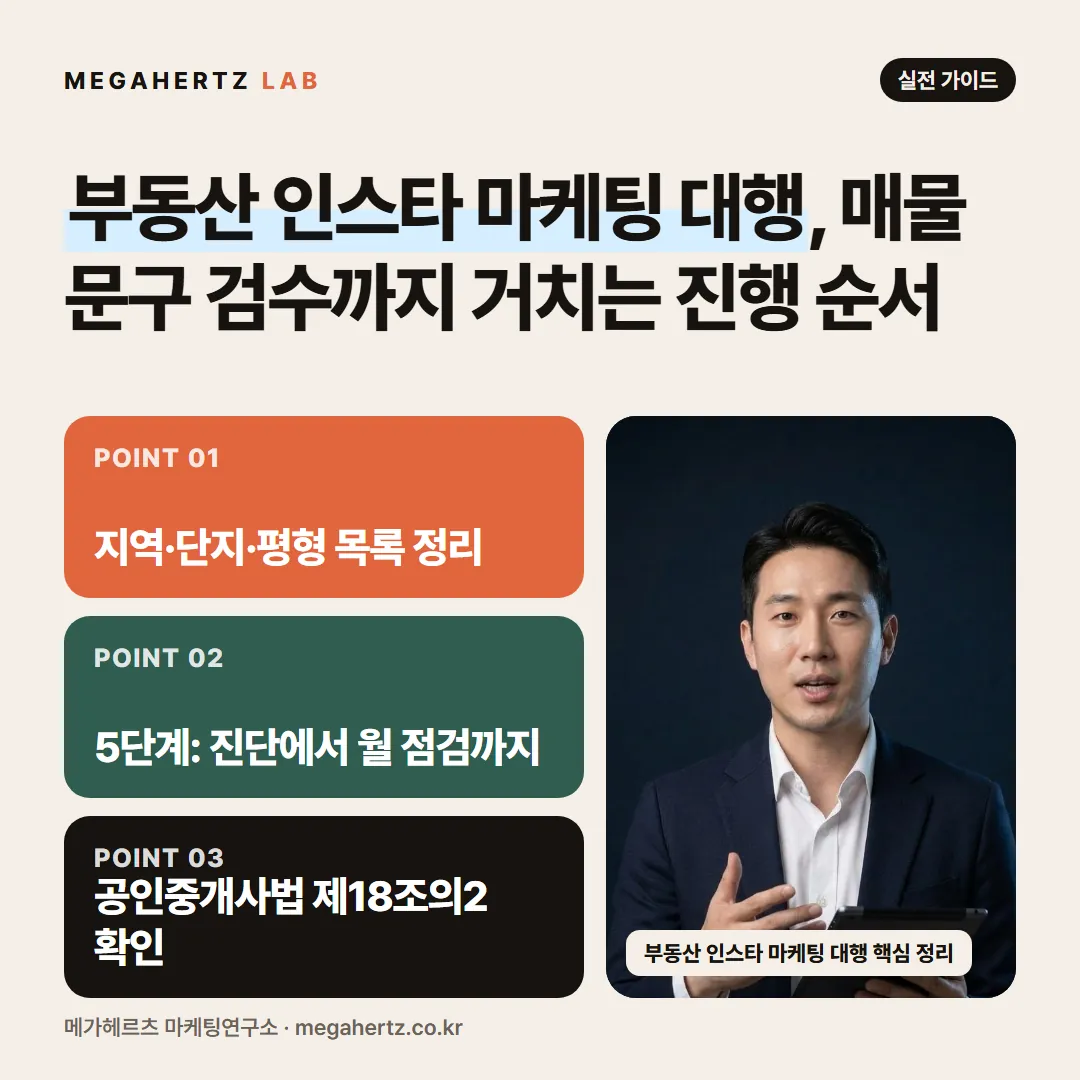 MEGAHERTZ LAB
실전 가이드
부동산 인스타 마케팅 대행, 매물
문구 검수까지 거치는 진행 순서
POINT 01
지역·단지·평형 목록 정리
POINT 02
5단계: 진단에서 월 점검까지
POINT 03
공인중개사법 제18조의2
확인
부동산 인스타 마케팅 대행 핵심 정리
메가헤르츠 마케팅연구소 · megahertz.co.kr